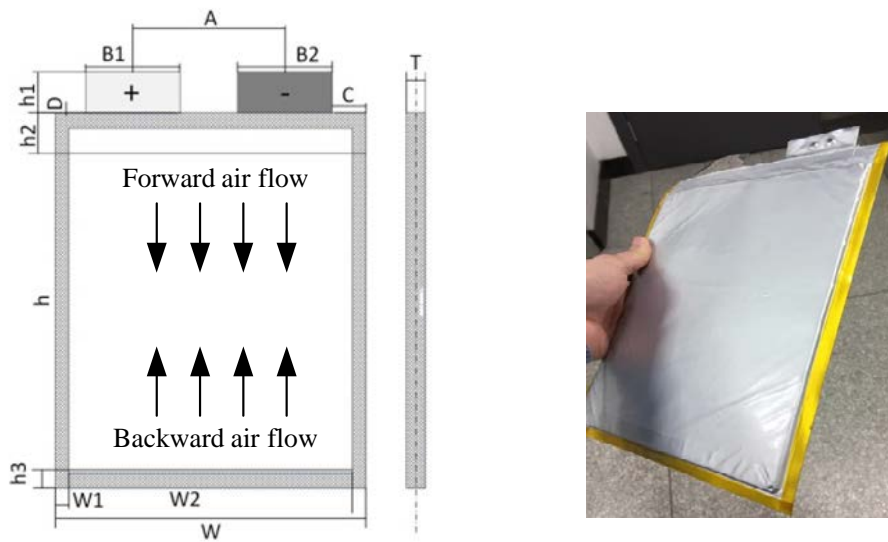 A
B1
B2
T
h1
+
-
C
D
h2
Forward air flow
h
Backward air flow
h3
W1
W2
W